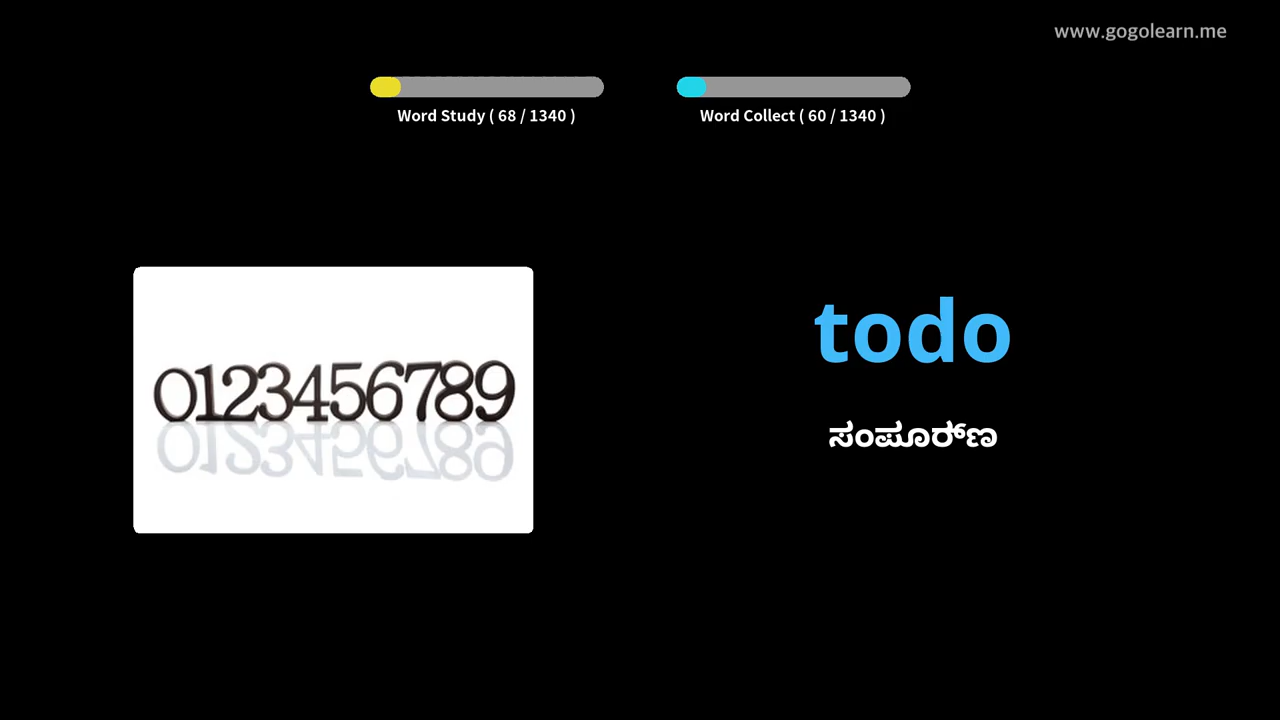 www.gogolearn.me
Word Study ( 68 / 1340 )
Word Collect ( 60 / 1340 )
0123456789
todo
ಸಂಪೂರ್‍ಣ